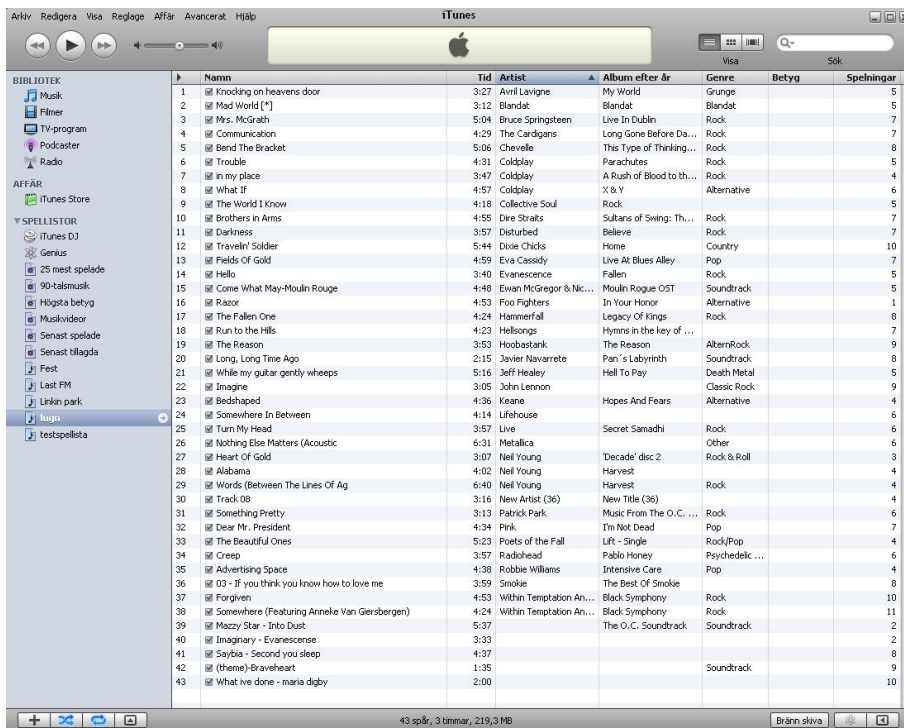 Arkiv Redigera Visa Reglage Affär Avancerat Hjälp iTunes
Visa Sök
BIBLIOTEK
Musik
Filmer
TV-program
Podcaster
Radio
AFFÄR
iTunes Store
SPELLISTOR
iTunes DJ
Genius
25 mest spelade
90-talsmusik
Högsta betyg
Musikvideor
Senast spelade
Senast tillagda
Fest
Last FM
Linkin park
lugn
testspellista
Namn Tid Artist Album efter år Genre Betyg Spelningar
1 Knocking on heavens door 3:27 Avril Lavigne My World Grunge 5
2 Mad World [*] 3:12 Blandat Blandat Blandat 5
3 Mrs. McGrath 5:04 Bruce Springsteen Live In Dublin Rock 7
4 Communication 4:29 The Cardigans Long Gone Before Da... Rock 7
5 Bend The Bracket 5:06 Chevelle This Type of Thinking... Rock 8
6 Trouble 4:31 Coldplay Parachutes Rock 5
7 in my place 3:47 Coldplay A Rush of Blood to th... Rock 4
8 What If 4:57 Coldplay X & Y Alternative 6
9 The World I Know 4:18 Collective Soul Rock 5
10 Brothers in Arms 4:55 Dire Straits Sultans of Swing: Th... Rock 7
11 Darkness 3:57 Disturbed Believe Rock 7
12 Travelin' Soldier 5:44 Dixie Chicks Home Country 10
13 Fields Of Gold 4:59 Eva Cassidy Live At Blues Alley Pop 7
14 Hello 3:40 Evanescence Fallen Rock 5
15 Come What May-Moulin Rouge 4:48 Ewan McGregor & Nic... Moulin Rogue OST Soundtrack 5
16 Razor 4:53 Foo Fighters In Your Honor Alternative 1
17 The Fallen One 4:24 Hammerfall Legacy Of Kings Rock 8
18 Run to the Hills 4:23 Hellsongs Hymns in the key of ... 7
19 The Reason 3:53 Hoobastank The Reason AlternRock 9
20 Long, Long Time Ago 2:15 Javier Navarrete Pan´s Labyrinth Soundtrack 8
21 While my guitar gently wheeps 5:16 Jeff Healey Hell To Pay Death Metal 5
22 Imagine 3:05 John Lennon Classic Rock 9
23 Bedshaped 4:36 Keane Hopes And Fears Alternative 4
24 Somewhere In Between 4:14 Lifehouse 6
25 Turn My Head 3:57 Live Secret Samadhi Rock 6
26 Nothing Else Matters (Acoustic 6:31 Metallica Other 6
27 Heart Of Gold 3:07 Neil Young 'Decade' disc 2 Rock & Roll 3
28 Alabama 4:02 Neil Young Harvest 4
29 Words (Between The Lines Of Ag 6:40 Neil Young Harvest Rock 4
30 Track 08 3:16 New Artist (36) New Title (36) 4
31 Something Pretty 3:13 Patrick Park Music From The O.C. ... Rock 6
32 Dear Mr. President 4:34 Pink I'm Not Dead Pop 7
33 The Beautiful Ones 5:23 Poets of the Fall Lift - Single Rock/Pop 4
34 Creep 3:57 Radiohead Pablo Honey Psychedelic ... 6
35 Advertising Space 4:38 Robbie Williams Intensive Care Pop 4
36 03 - If you think you know how to love me 3:59 Smokie The Best Of Smokie 8
37 Forgiven 4:53 Within Temptation An... Black Symphony Rock 10
38 Somewhere (Featuring Anneke Van Giersbergen) 4:24 Within Temptation An... Black Symphony Rock 11
39 Mazzy Star - Into Dust 5:37 The O.C. Soundtrack Soundtrack 2
40 Imaginary - Evanescense 3:33 2
41 Saybia - Second you sleep 4:37 8
42 (theme)-Braveheart 1:35 Soundtrack 9
43 What ive done - maria digby 2:00 10
43 spår, 3 timmar, 219,3 MB Bränn skiva